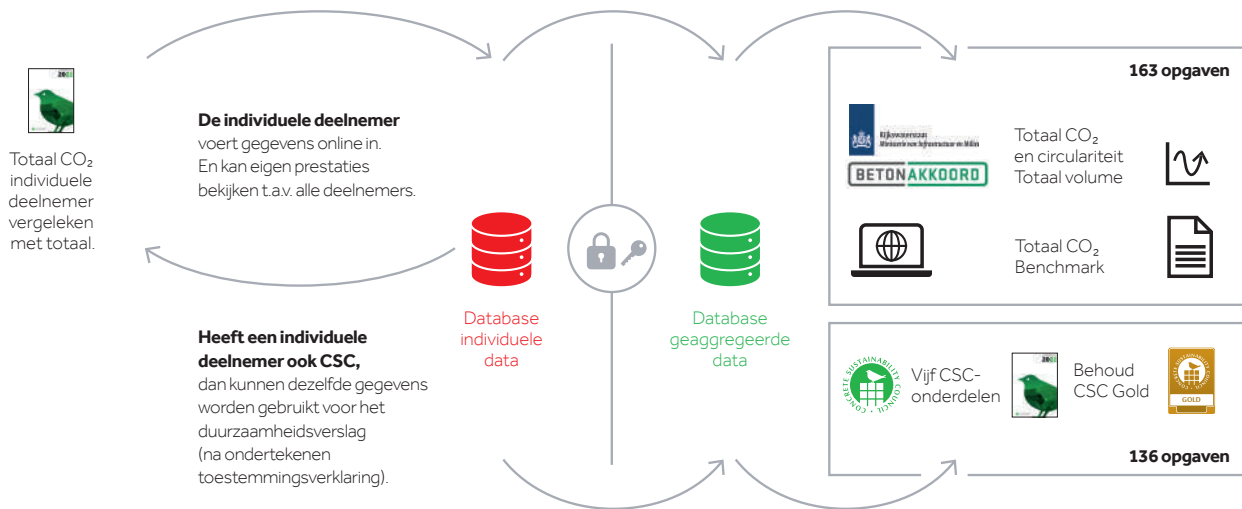 Totaal CO₂
individuele
deelnemer
vergeleken
met totaal.
De individuele deelnemer
voert gegevens online in.
En kan eigen prestaties
bekijken t.a.v. alle deelnemers.
Heeft een individuele
deelnemer ook CSC,
dan kunnen dezelfde gegevens
worden gebruikt voor het
duurzaamheidsverslag
(na ondertekenen
toestemmingsverklaring).
Database
individuele
data
Database
geaggregeerde
data
163 opgaven
Rijkswaterstaat
Ministerie van Infrastructuur en Milieu
BETONAKKOORD
Totaal CO₂
en circulariteit
Totaal volume
Totaal CO₂
Benchmark
CONCRETE SUSTAINABILITY COUNCIL
Vijf CSC-
onderdelen
Behoud
CSC Gold
GOLD
136 opgaven